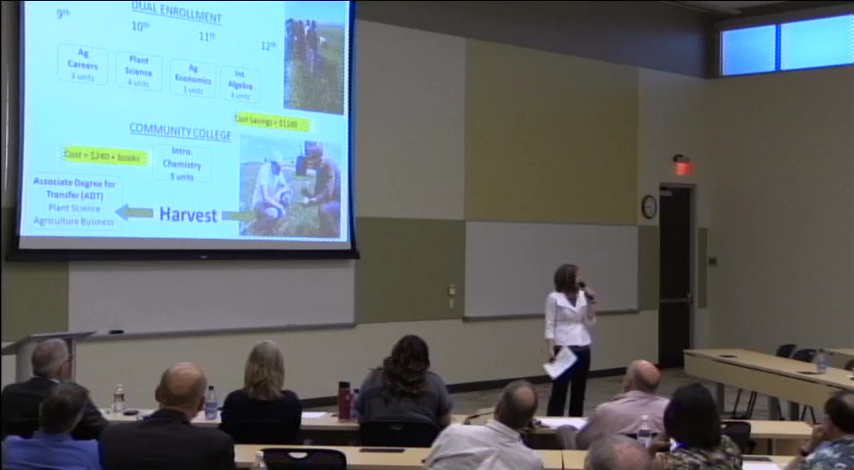 DUAL ENROLLMENT
9th
10th
11th
12th
Ag
Careers
3 units
Plant
Science
4 units
Ag
Economics
3 units
Int.
Algebra
4 units
Cost Savings = $1100
COMMUNITY COLLEGE
Cost = $240 + books
Intro.
Chemistry
5 units
Associate Degree for
Transfer (ADT)
Plant Science
Agriculture Business
Harvest